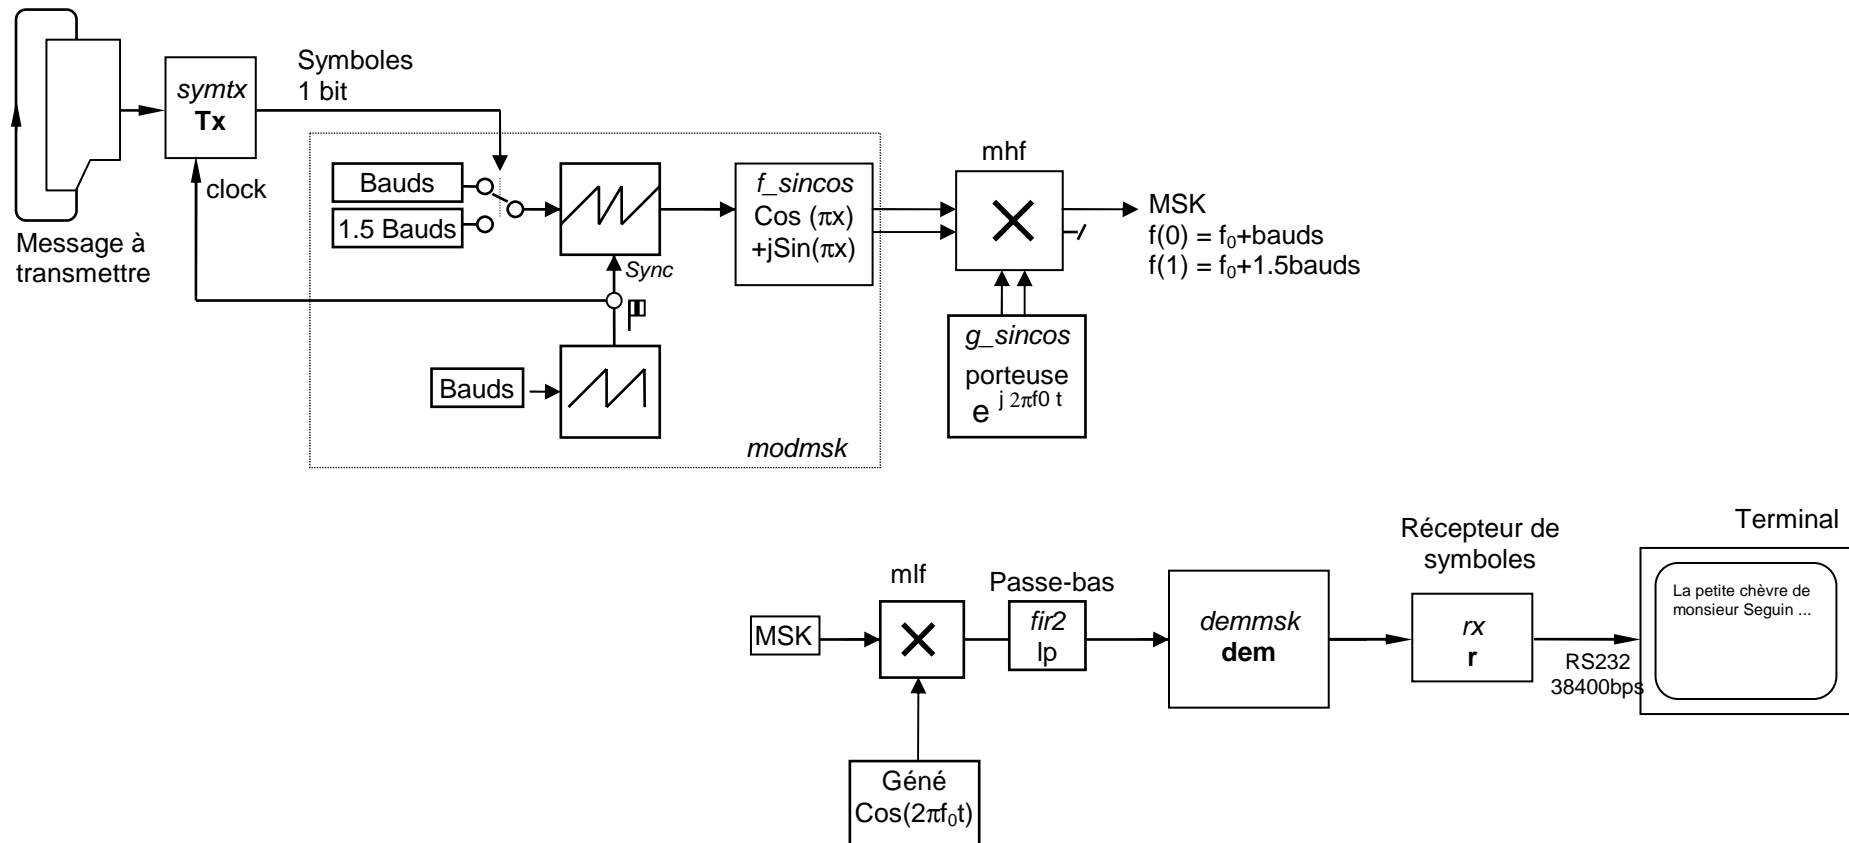 Message à
transmettre
symtx
Tx
clock
Symboles
1 bit
Bauds
1.5 Bauds
Sync
Bauds
f_sincos
Cos (πx)
+jSin(πx)
modmsk
mhf
g_sincos
porteuse
e j 2πf0 t
MSK
f(0) = f₀+bauds
f(1) = f₀+1.5bauds
MSK
mlf
Géné
Cos(2πf₀t)
Passe-bas
fir2
lp
demmsk
dem
Récepteur de
symboles
rx
r
RS232
38400bps
Terminal
La petite chèvre de
monsieur Seguin ...